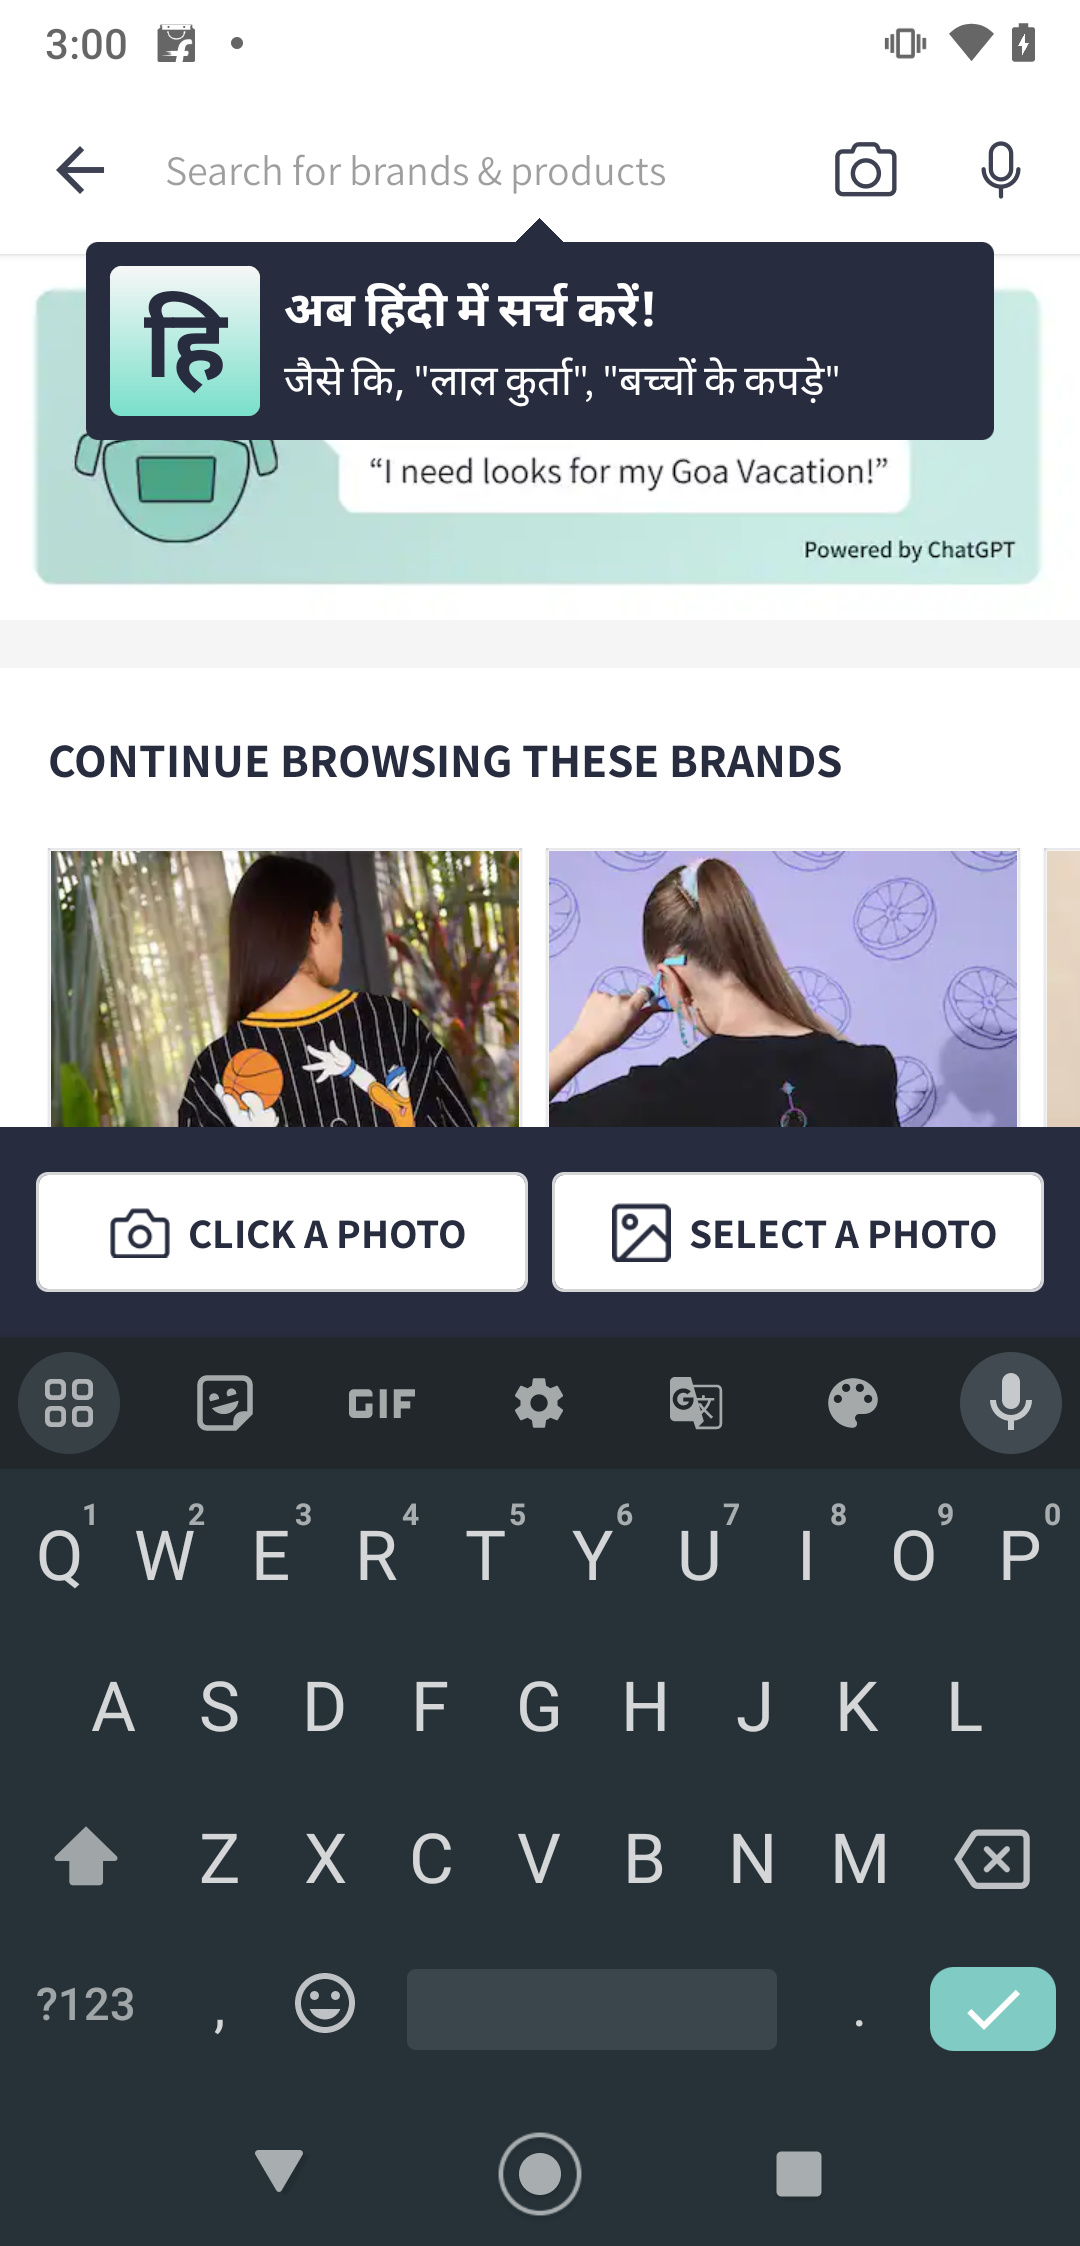 3:00
Search for brands & products
हि
अब हिंदी में सर्च करें!
जैसे कि, "लाल कुर्ता", "बच्चों के कपड़े"
“I need looks for my Goa Vacation!”
Powered by ChatGPT
CONTINUE BROWSING THESE BRANDS
CLICK A PHOTO
SELECT A PHOTO
GIF
1 2 3 4 5 6 7 8 9 0
Q W E R T Y U I O P
A S D F G H J K L
Z X C V B N M
?123 , .